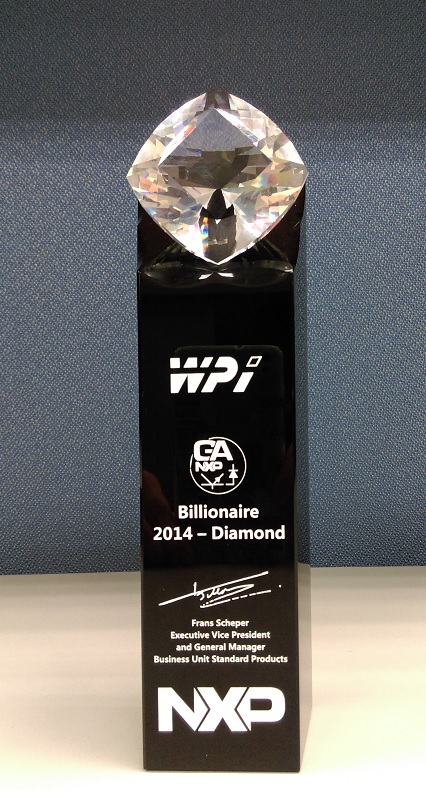 WPi
GA
NXP
Billionaire
2014 – Diamond
Frans Scheper
Executive Vice President
and General Manager
Business Unit Standard Products
NXP